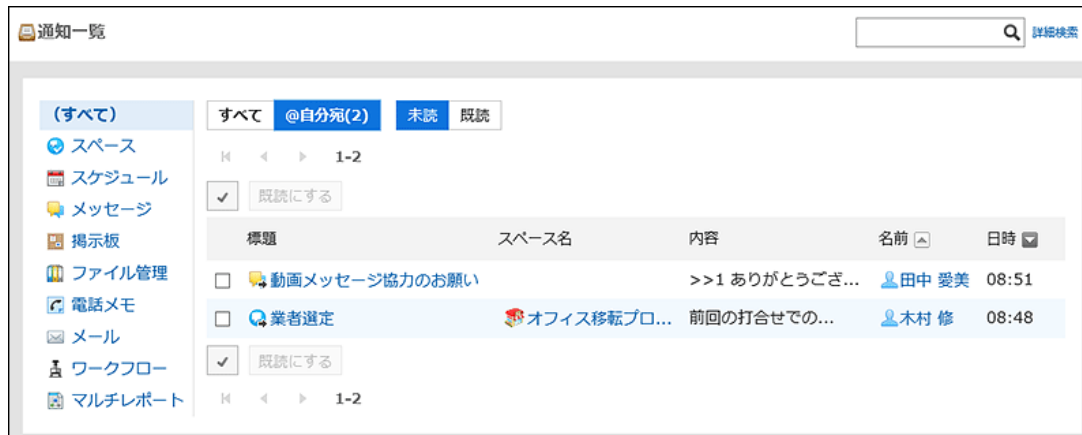 通知一覧
詳細検索
(すべて)
スペース
スケジュール
メッセージ
掲示板
ファイル管理
電話メモ
メール
ワークフロー
マルチレポート
すべて @自分宛(2) 未読 既読
1-2
既読にする
標題 スペース名 内容 名前 日時
動画メッセージ協力のお願い >>1 ありがとうござ... 田中 愛美 08:51
業者選定 オフィス移転プロ... 前回の打合せでの... 木村 修 08:48
既読にする
1-2